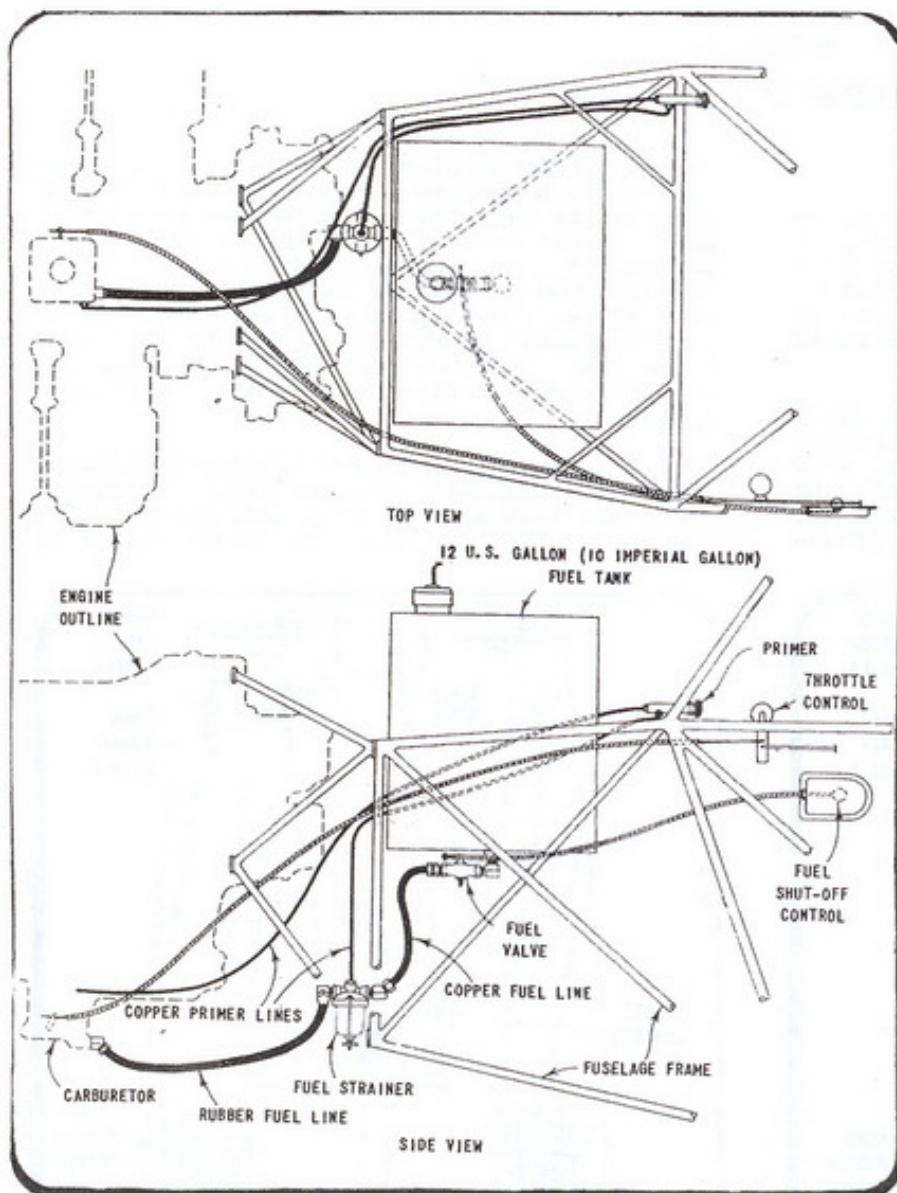 TOP VIEW
12 U.S. GALLON (10 IMPERIAL GALLON)
FUEL TANK
ENGINE
OUTLINE
PRIMER
THROTTLE
CONTROL
FUEL
SHUT-OFF
CONTROL
FUEL
VALVE
COPPER FUEL LINE
COPPER PRIMER LINES
FUSELAGE FRAME
FUEL STRAINER
CARBURETOR
RUBBER FUEL LINE
SIDE VIEW